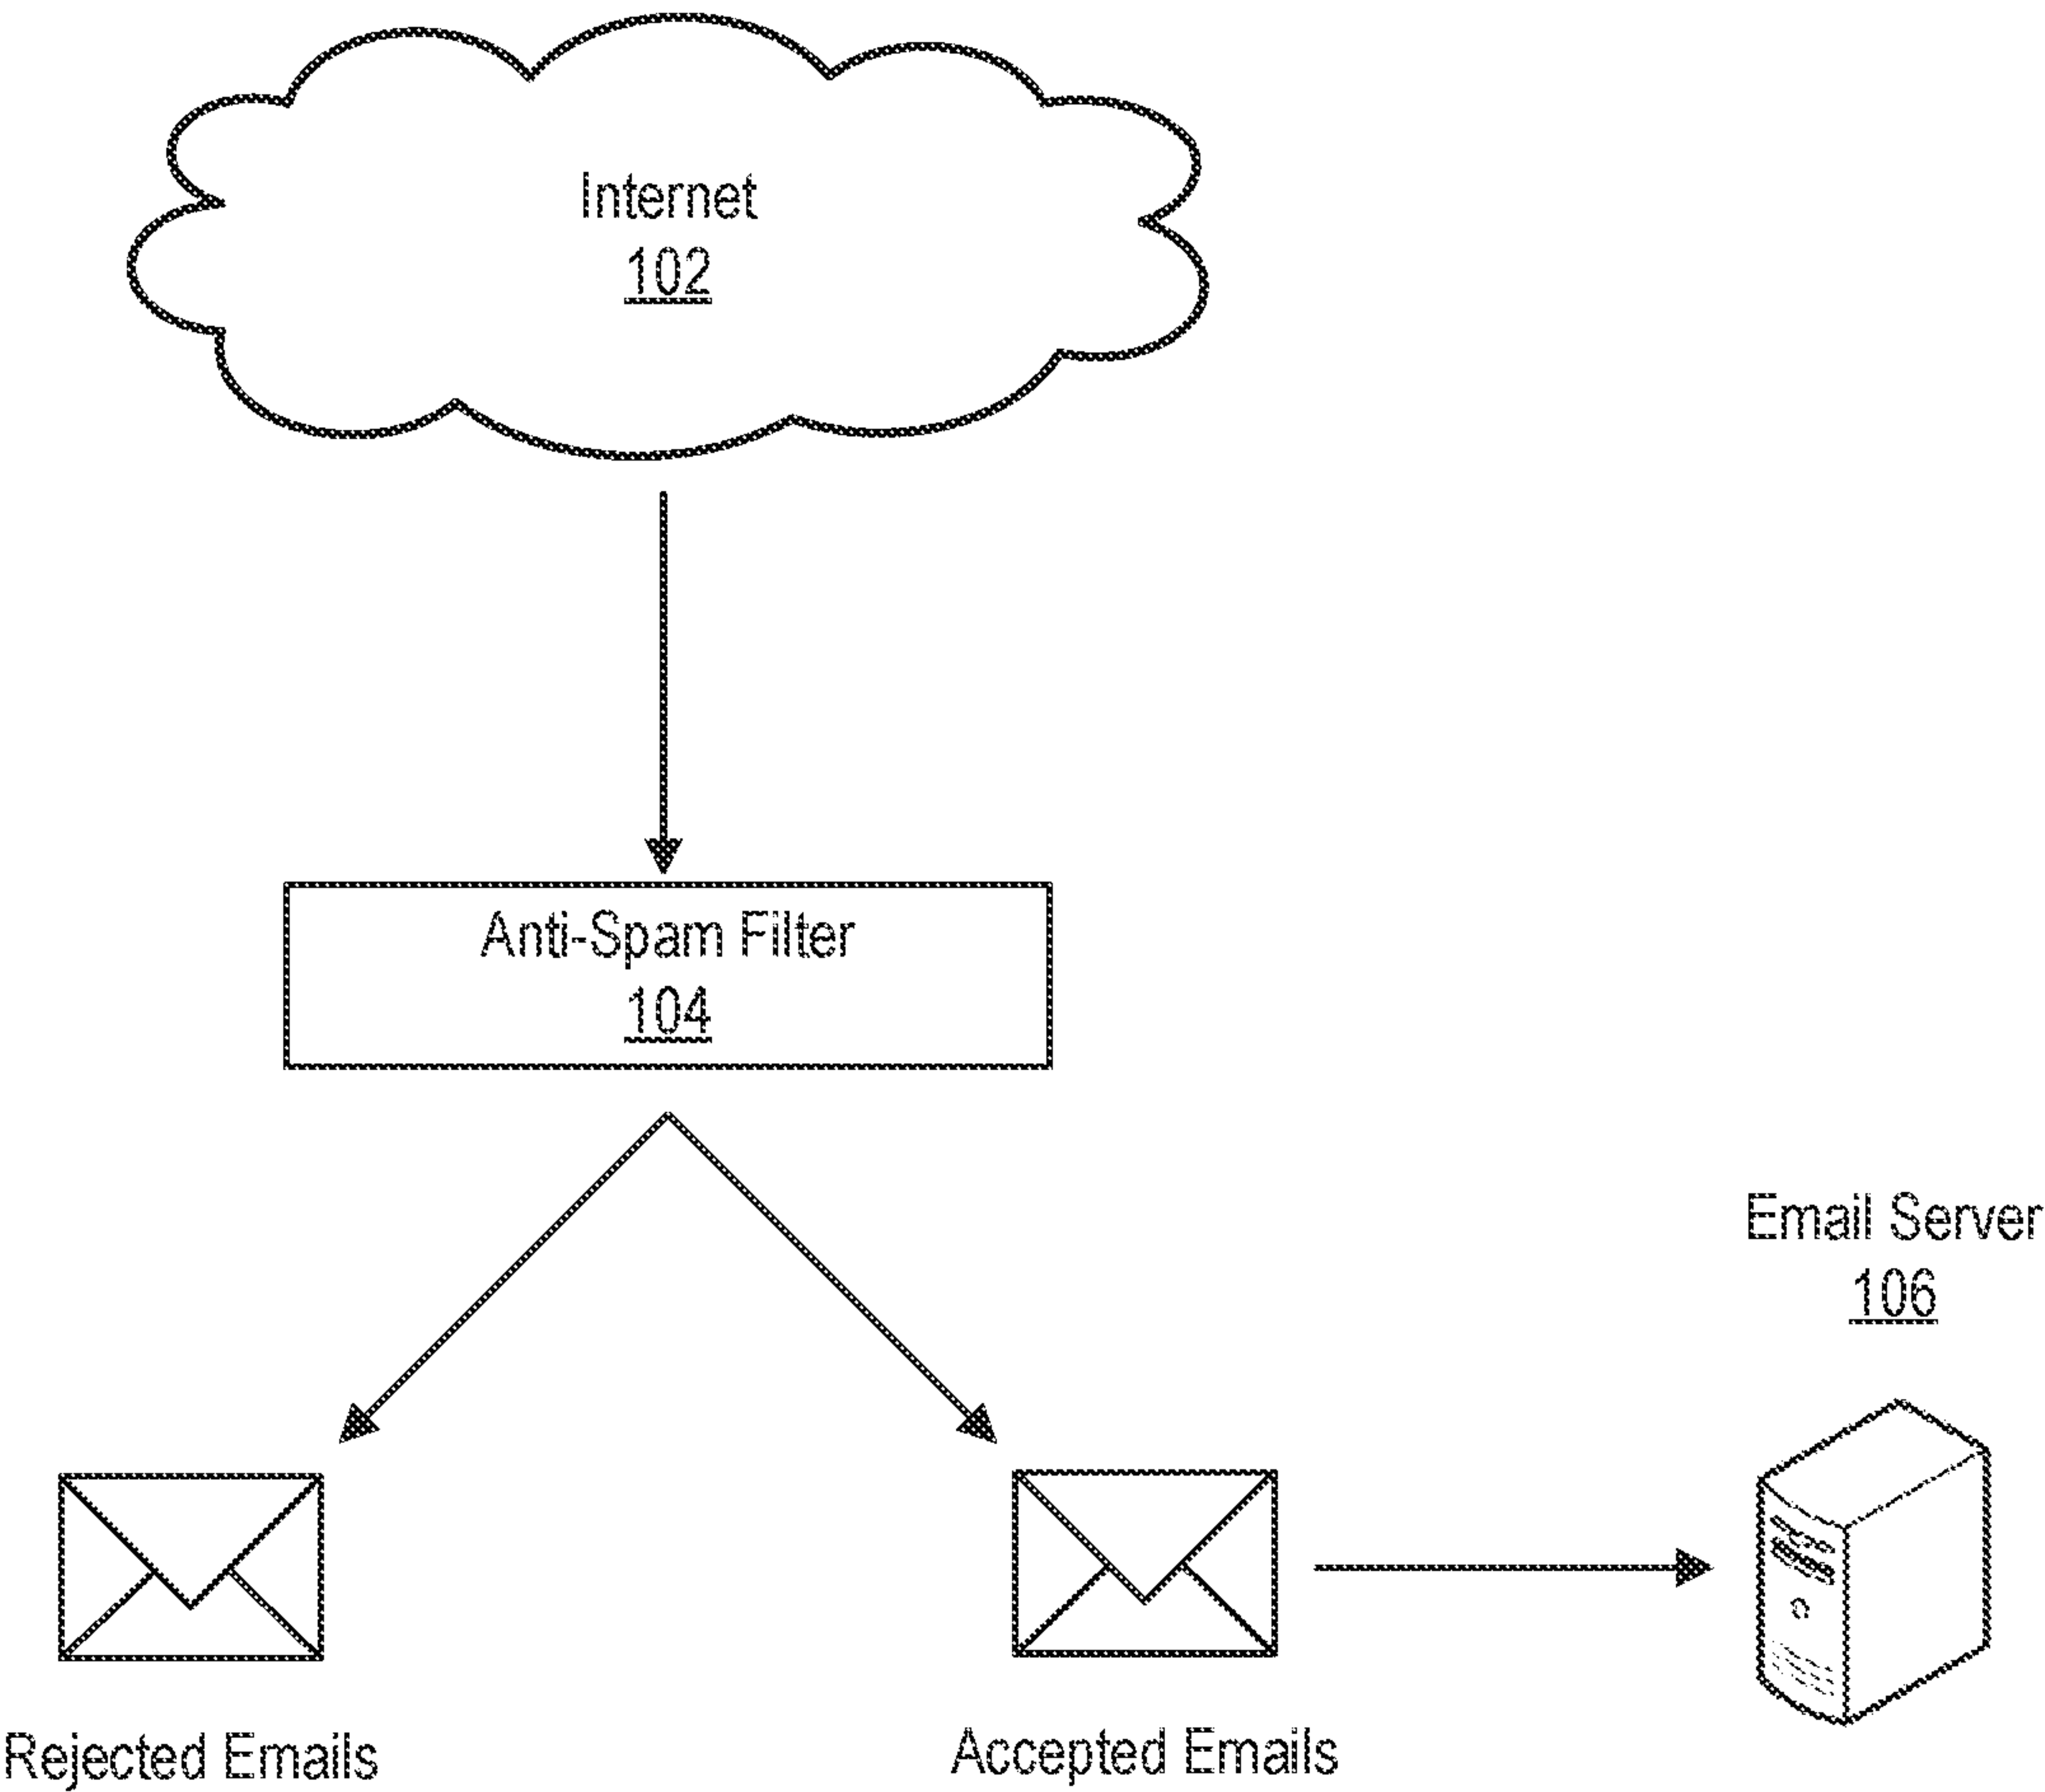 Internet
102
Anti-Spam Filter
104
Email Server
106
Rejected Emails
Accepted Emails